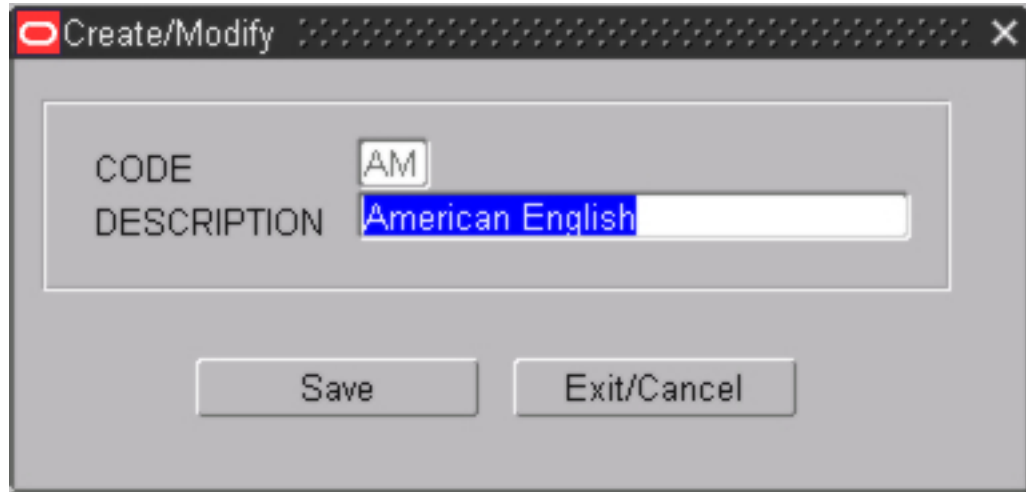 Create/Modify
CODE AM
DESCRIPTION American English
Save Exit/Cancel